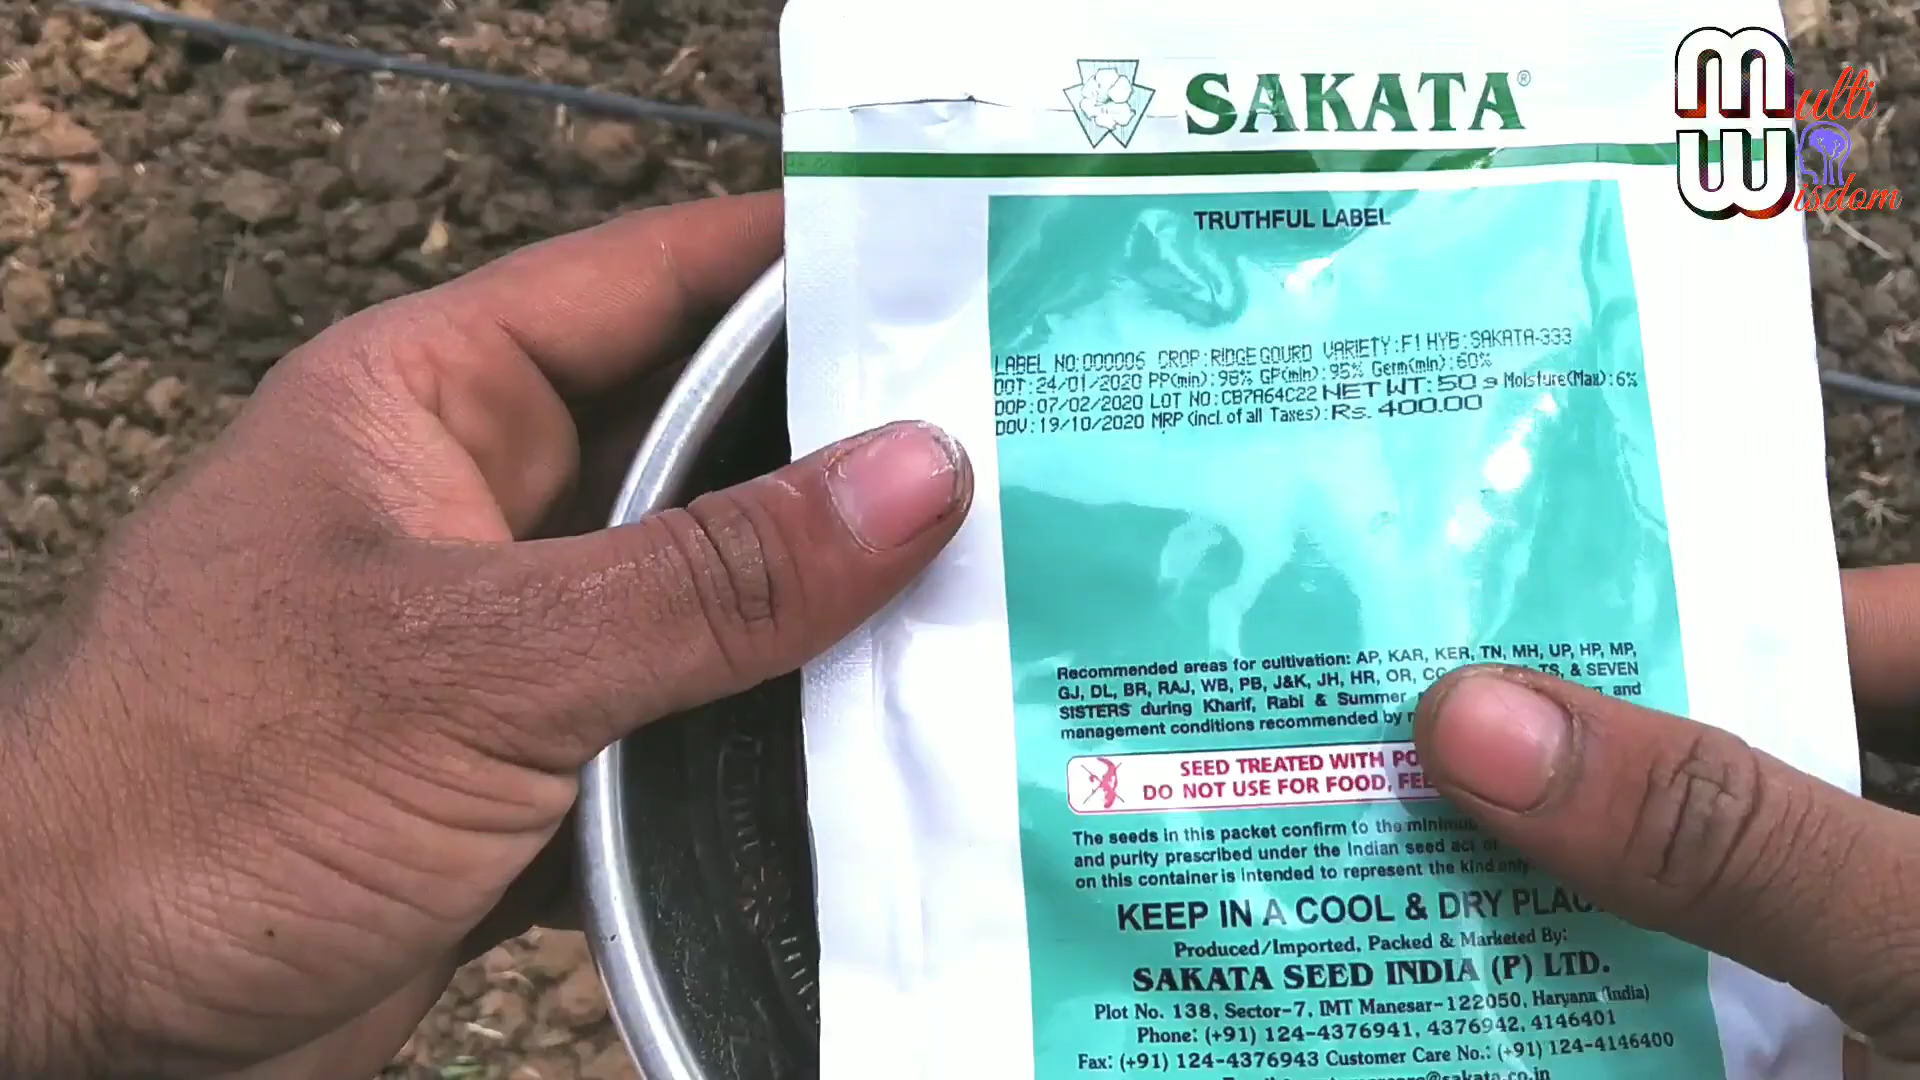 SAKATA®
Multi
Wisdom
TRUTHFUL LABEL
LABEL NO:000006 CROP:RIDGEGOURD VARIETY:F1 HYB:SAKATA-333
DOT:24/01/2020 PP(min):98% GP(min):95% Germ(min):60%
DOP:07/02/2020 LOT NO:CB7A64C22 NET WT:50 g Moisture(Max):6%
DOV:19/10/2020 MRP (incl.of all Taxes):Rs. 400.00
Recommended areas for cultivation: AP, KAR, KER, TN, MH, UP, HP, MP,
GJ, DL, BR, RAJ, WB, PB, J&K, JH, HR, OR, TS, & SEVEN
SISTERS during Kharif, Rabi & Summer and
management conditions recommended by
SEED TREATED WITH
DO NOT USE FOR FOOD,
The seeds in this packet confirm to the
and purity prescribed under the Indian seed act
on this container is intended to represent the kind only
KEEP IN A COOL & DRY
Produced/Imported, Packed & Marketed By:
SAKATA SEED INDIA (P) LTD.
Plot No. 138, Sector-7, IMT Manesar-122050, Haryana (India)
Phone: (+91) 124-4376941, 4376942, 4146401
Fax: (+91) 124-4376943 Customer Care No.: (+91) 124-4146400